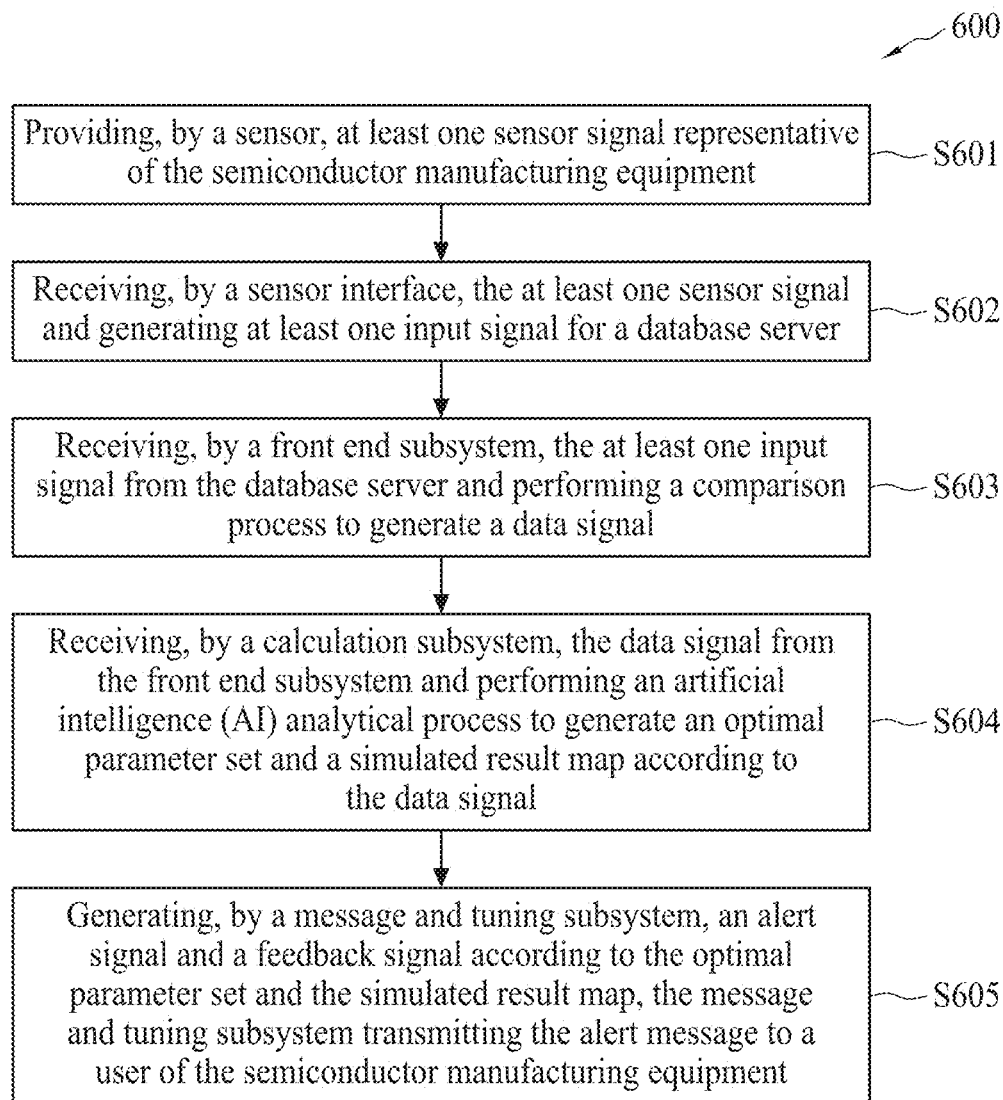 600
Providing, by a sensor, at least one sensor signal representative
of the semiconductor manufacturing equipment
S601
Receiving, by a sensor interface, the at least one sensor signal
and generating at least one input signal for a database server
S602
Receiving, by a front end subsystem, the at least one input
signal from the database server and performing a comparison
process to generate a data signal
S603
Receiving, by a calculation subsystem, the data signal from
the front end subsystem and performing an artificial
intelligence (AI) analytical process to generate an optimal
parameter set and a simulated result map according to
the data signal
S604
Generating, by a message and tuning subsystem, an alert
signal and a feedback signal according to the optimal
parameter set and the simulated result map, the message
and tuning subsystem transmitting the alert message to a
user of the semiconductor manufacturing equipment
S605